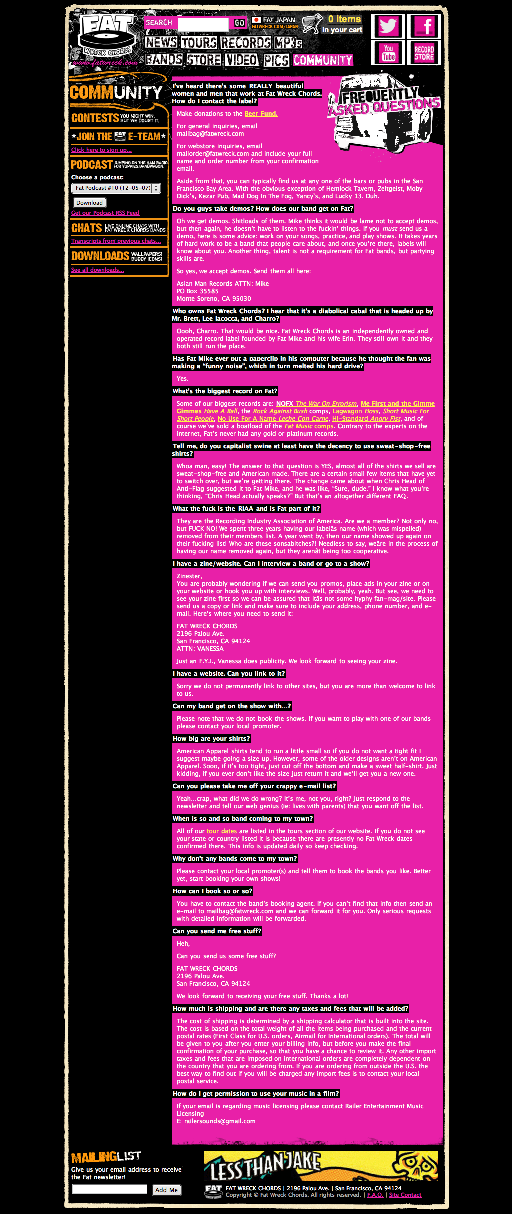 FAT
WRECK CHORDS
www.fatwreck.com
SEARCH GO
FAT JAPAN
0 items
in your cart
You Tube
RECORD STORE
NEWS TOURS RECORDS MP3s
BANDS STORE VIDEO PICS COMMUNITY
COMMUNITY
CONTESTS YOU MIGHT WIN, BUT WE DOUBT IT.
JOIN THE FAT E-TEAM
Click here to sign up...
PODCAST
Choose a podcast:
Download
Get our Podcast RSS Feed
CHATS
Transcripts from previous chats...
DOWNLOADS WALLPAPERS BUDDY ICONS!
See all downloads...
FREQUENTLY
ASKED QUESTIONS
I've heard there's some REALLY beautiful
women and men that work at Fat Wreck Chords.
How do I contact the label?
Make donations to the Beer Fund.
For general inquiries, email
mailbag@fatwreck.com
For webstore inquiries, email
mailorder@fatwreck.com and include your full
name and order number from your confirmation
email.
Aside from that, you can typically find us at any one of the bars or pubs in the
San Francisco Bay Area. With the obvious exception of Hemlock Tavern, Zeitgeist, Moby
Dick's, Kezar Pub, Mad Dog In The Fog, Yancy's, and Lucky 13. Duh.
Do you guys take demos? How does our band get on Fat?
Oh we get demos. Shitloads of them. Mike thinks it would be lame not to accept demos,
but then again, he doesn't have to listen to the fuckin' things. If you must send us a
demo, here is some advice: work on your songs, practice, and play shows. It takes years
of hard work to be a band that people care about, and once you're there, labels will
know about you. Another thing, talent is not a requirement for Fat bands, but partying
skills are.
So yes, we accept demos. Send them all here:
Asian Man Records ATTN: Mike
PO Box 35585
Monte Soreno, CA 95030
Who owns Fat Wreck Chords? I hear that it's a diabolical cabal that is headed up by
Mr. Brett, Lee Iacocca, and Charro?
Oooh, Charro. That would be nice. Fat Wreck Chords is an independently owned and
operated record label founded by Fat Mike and his wife Erin. They still own it and they
both still run the place.
Has Fat Mike ever put a paperclip in his computer because he thought the fan was
making a "funny noise", which in turn melted his hard drive?
Yes.
What's the biggest record on Fat?
Some of our biggest records are: NOFX The War On Errorism, Me First and the Gimme
Gimmes Have A Ball, the Rock Against Bush comps, Lagwagon Hoss, Short Music For
Short People, No Use For A Name Leche Con Carne, Hi-Standard Angry Fist, and of
course we've sold a boatload of the Fat Music comps. Contrary to the experts on the
internet, Fat's never had any gold or platinum records.
Tell me, do you capitalist swine at least have the decency to use sweat-shop-free
shirts?
Whoa man, easy! The answer to that question is YES, almost all of the shirts we sell are
sweat-shop-free and American made. There are a certain small few items that have yet
to switch over, but we're getting there. The change came about when Chris Head of
Anti-Flag suggested it to Fat Mike, and he was like, "Sure, dude." I know what you're
thinking, "Chris Head actually speaks?" But that's an altogether different FAQ.
What the fuck is the RIAA and is Fat part of it?
They are the Recording Industry Association of America. Are we a member? Not only no,
but FUCK NO! We spent three years having our labelâs name (which was mispelled)
removed from their members list. A year went by, then our name showed up again on
their fucking list! Who are these sonsabitches?! Needless to say, weâre in the process of
having our name removed again, but they arenât being too cooperative.
I have a zine/website. Can I interview a band or go to a show?
Zinester,
You are probably wondering if we can send you promos, place ads in your zine or on
your website or hook you up with interviews. Well, probably, yeah. But see, we need to
see your zine first so we can be assured that itâs not some hyphy fan-mag/site. Please
send us a copy or link and make sure to include your address, phone number, and e-
mail. Here's where you need to send it:
FAT WRECK CHORDS
2196 Palou Ave.
San Francisco, CA 94124
ATTN: VANESSA
Just an F.Y.I., Vanessa does publicity. We look forward to seeing your zine.
I have a website. Can you link to it?
Sorry we do not permanently link to other sites, but you are more than welcome to link
to us.
Can my band get on the show with...?
Please note that we do not book the shows. If you want to play with one of our bands
please contact your local promoter.
How big are your shirts?
American Apparel shirts tend to run a little small so if you do not want a tight fit I
suggest maybe going a size up. However, some of the older designs aren't on American
Apparel. Sooo, if it's too tight, just cut off the bottom and make a sweet half-shirt. Just
kidding, if you ever don't like the size just return it and we'll get you a new one.
Can you please take me off your crappy e-mail list?
Yeah...crap, what did we do wrong? It's me, not you, right? Just respond to the
newsletter and tell our web genius (ie: lives with parents) that you want off the list.
When is so and so band coming to my town?
All of our tour dates are listed in the tours section of our website. If you do not see
your state or country listed it is because there are presently no Fat Wreck dates
confirmed there. This info is updated daily so keep checking.
Why don't any bands come to my town?
Please contact your local promoter(s) and tell them to book the bands you like. Better
yet, start booking your own shows!
How can I book so or so?
You have to contact the band's booking agent. If you can't find that info then send an
e-mail to mailbag@fatwreck.com and we can forward it for you. Only serious requests
with detailed information will be forwarded.
Can you send me free stuff?
Heh,
Can you send us some free stuff?
FAT WRECK CHORDS
2196 Palou Ave.
San Francisco, CA 94124
We look forward to receiving your free stuff. Thanks a lot!
How much is shipping and are there any taxes and fees that will be added?
The cost of shipping is determined by a shipping calculator that is built into the site.
The cost is based on the total weight of all the items being purchased and the current
postal rates (First Class for U.S. orders, Airmail for International orders). The total will
be given to you after you enter your billing info, but before you make the final
confirmation of your purchase, so that you have a chance to review it. Any other import
taxes and fees that are imposed on international orders are completely dependent on
the country that you are ordering from. If you are ordering from outside the U.S. the
best way to find out if you will be charged any import fees is to contact your local
postal service.
How do I get permission to use your music in a film?
If your email is regarding music licensing please contact Railer Entertainment Music
Licensing
E: railersounds@gmail.com
MAILING LIST
Give us your email address to receive
the Fat newsletter!
Add Me
LESS THAN JAKE
FAT WRECK CHORDS | 2196 Palou Ave. | San Francisco, CA 94124
Copyright © Fat Wreck Chords. All rights reserved. | F.A.Q. | Site Contact